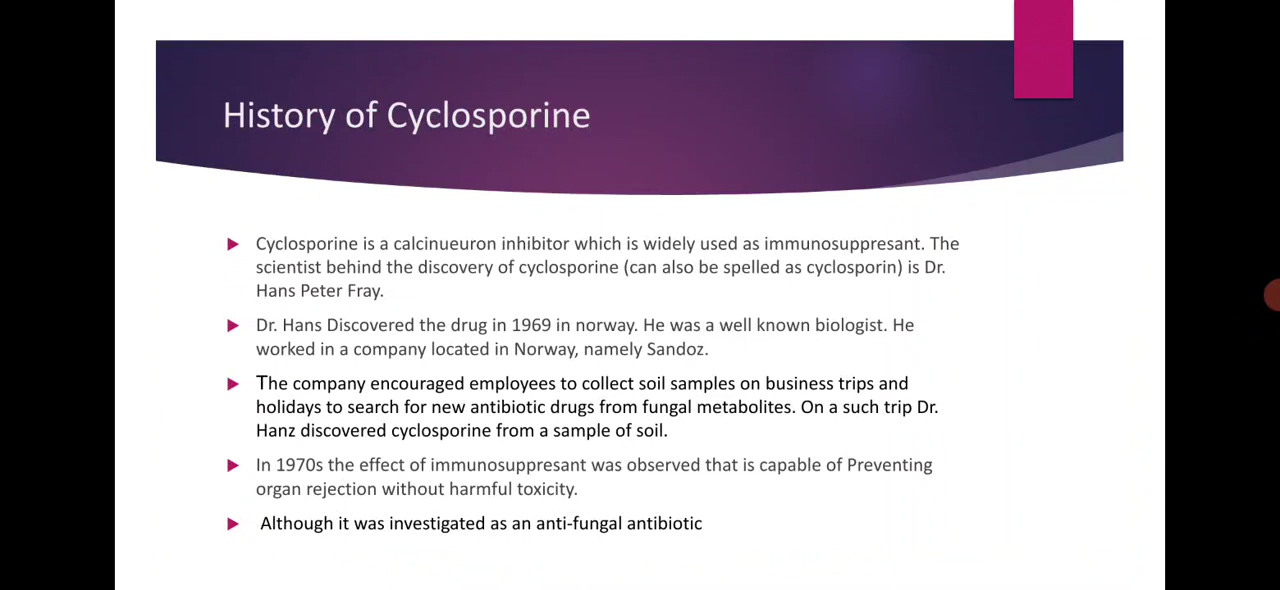 History of Cyclosporine
Cyclosporine is a calcinueuron inhibitor which is widely used as immunosuppresant. The
scientist behind the discovery of cyclosporine (can also be spelled as cyclosporin) is Dr.
Hans Peter Fray.
Dr. Hans Discovered the drug in 1969 in norway. He was a well known biologist. He
worked in a company located in Norway, namely Sandoz.
The company encouraged employees to collect soil samples on business trips and
holidays to search for new antibiotic drugs from fungal metabolites. On a such trip Dr.
Hanz discovered cyclosporine from a sample of soil.
In 1970s the effect of immunosuppresant was observed that is capable of Preventing
organ rejection without harmful toxicity.
Although it was investigated as an anti-fungal antibiotic